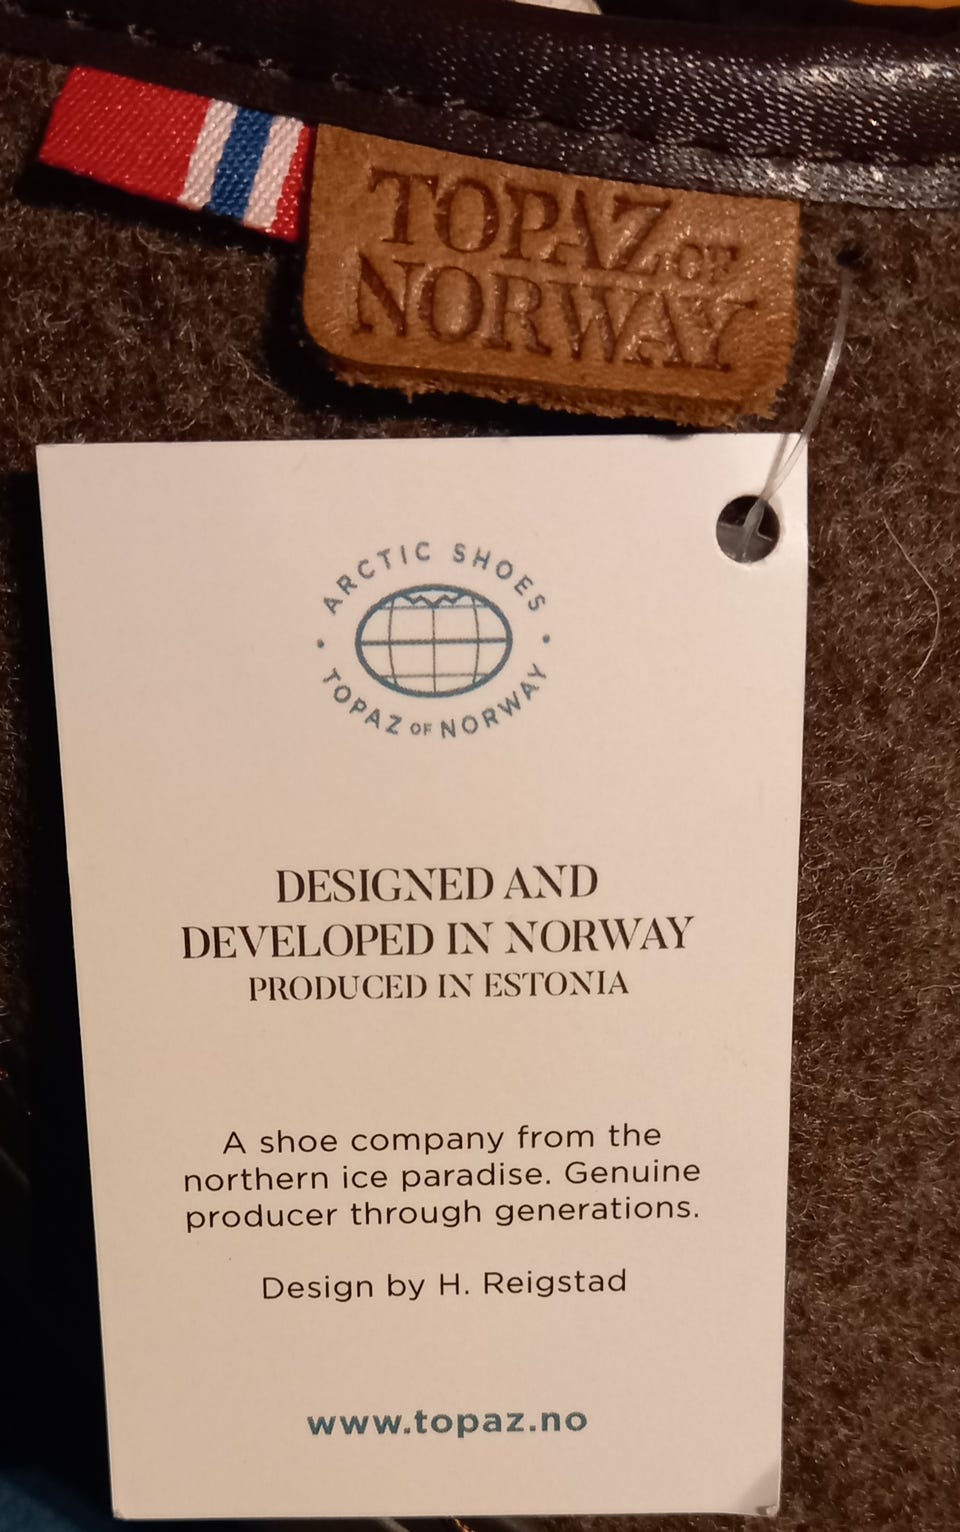 TOPAZ OF
NORWAY
ARCTIC SHOES
• TOPAZ OF NORWAY •
DESIGNED AND
DEVELOPED IN NORWAY
PRODUCED IN ESTONIA
A shoe company from the
northern ice paradise. Genuine
producer through generations.
Design by H. Reigstad
www.topaz.no